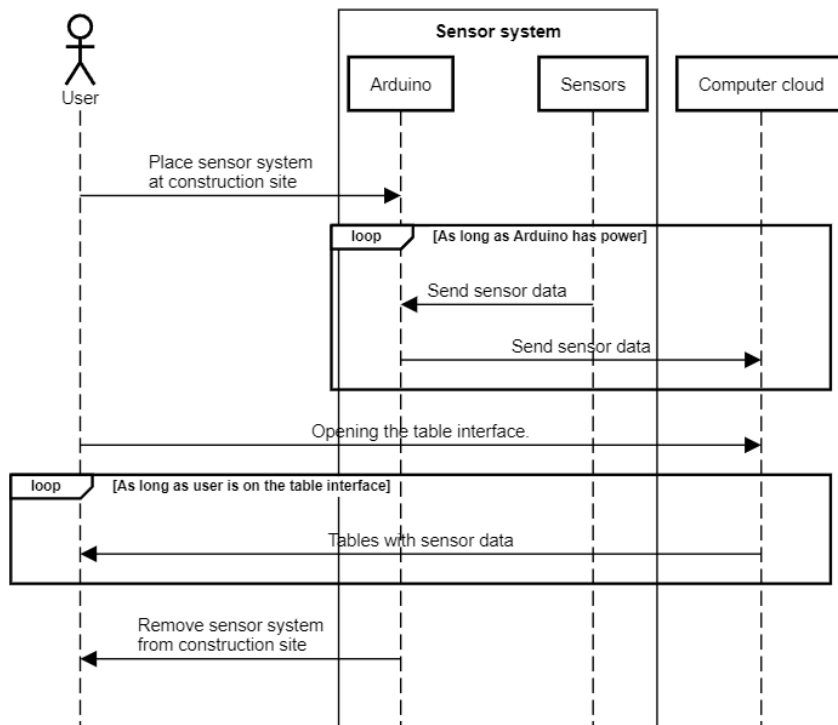 Sensor system
User
Arduino
Sensors
Computer cloud
Place sensor system
at construction site
loop
[As long as Arduino has power]
Send sensor data
Send sensor data
Opening the table interface.
loop
[As long as user is on the table interface]
Tables with sensor data
Remove sensor system
from construction site